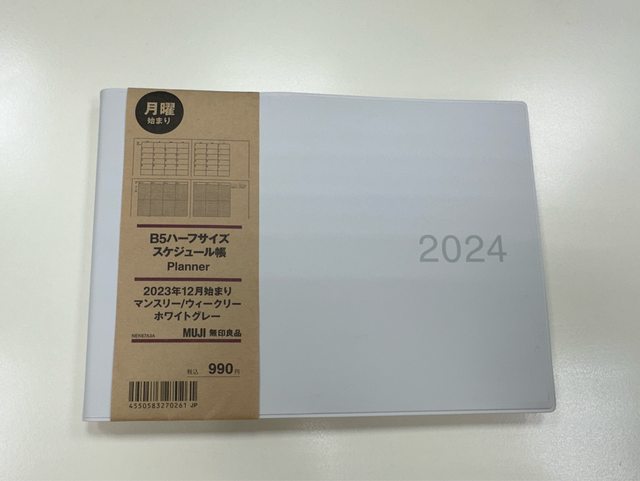 月曜
始まり
B5ハーフサイズ
スケジュール帳
Planner
2023年12月始まり
マンスリー/ウィークリー
ホワイトグレー
MUJI 無印良品
税込 990円
4550583270261 JP
2024